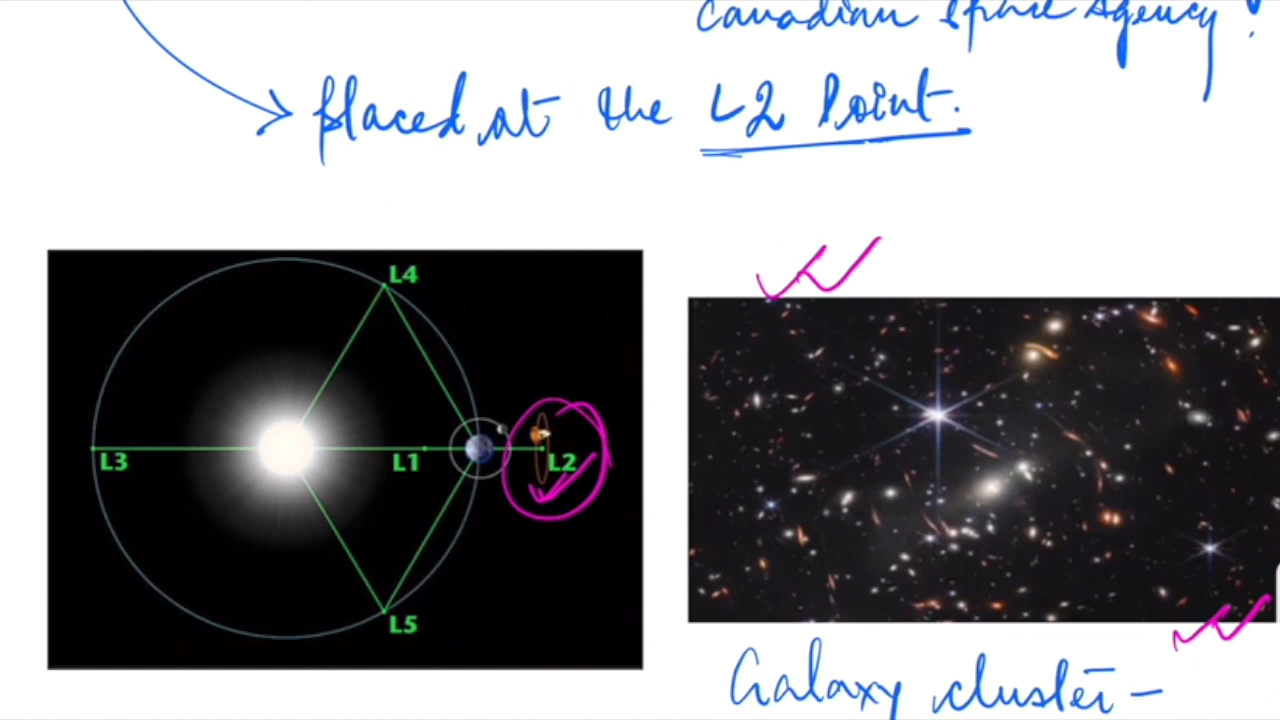 Canadian Space Agency!
→ Placed at the L2 Point.
L4
L3
L1
L2
L5
Galaxy cluster –